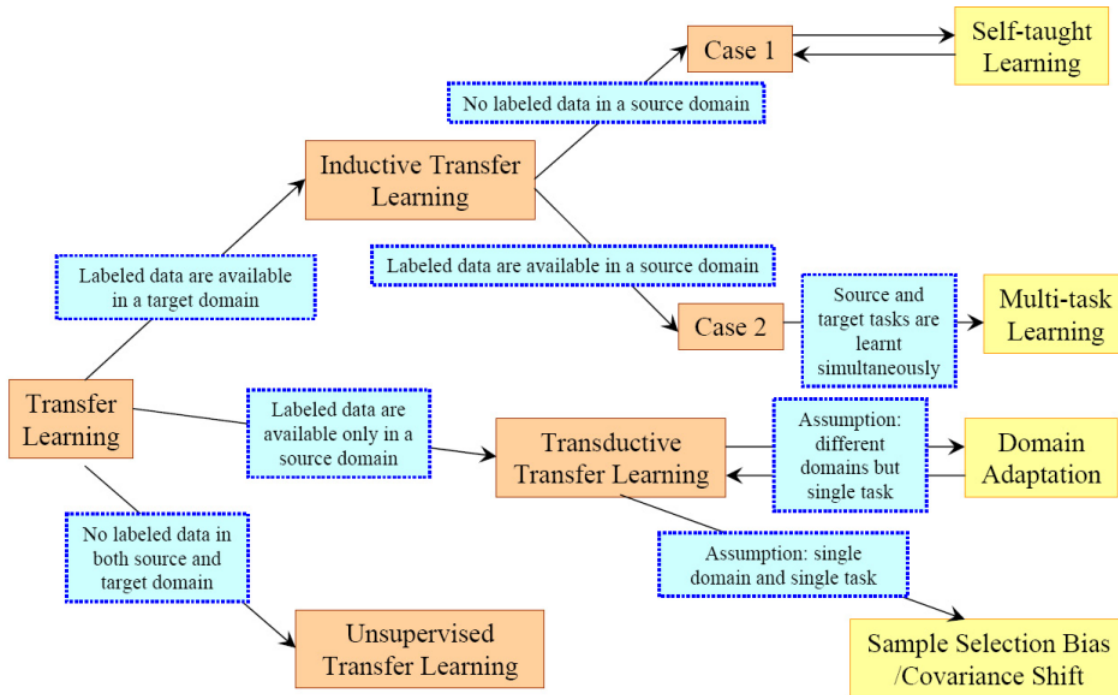 Case 1
Self-taught
Learning
No labeled data in a source domain
Inductive Transfer
Learning
Labeled data are available
in a target domain
Labeled data are available in a source domain
Case 2
Source and
target tasks are
learnt
simultaneously
Multi-task
Learning
Transfer
Learning
Labeled data are
available only in a
source domain
Transductive
Transfer Learning
Assumption:
different
domains but
single task
Domain
Adaptation
No labeled data in
both source and
target domain
Assumption: single
domain and single task
Unsupervised
Transfer Learning
Sample Selection Bias
/Covariance Shift